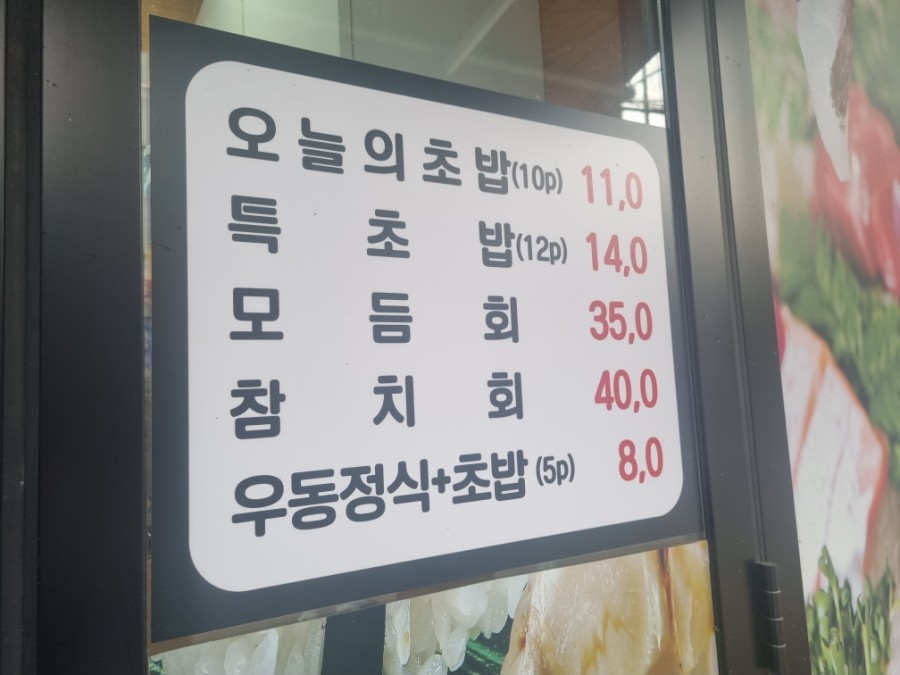 오늘의초밥(10p) 11,0
특초밥(12p) 14,0
모듬회 35,0
참치회 40,0
우동정식+초밥(5p) 8,0